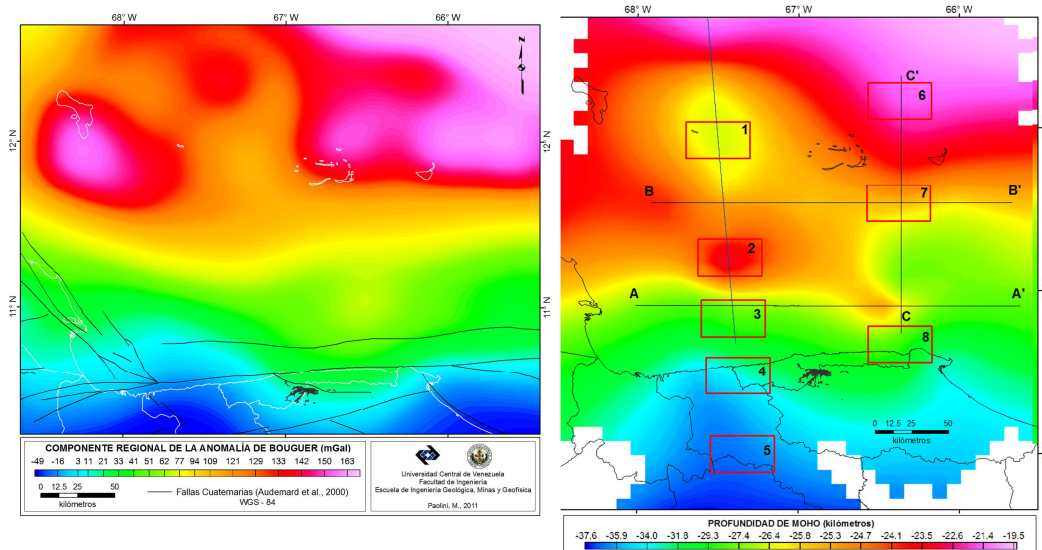 68°W 67°W 66°W
12°N
11°N
N
COMPONENTE REGIONAL DE LA ANOMALÍA DE BOUGUER (mGal)
-49 -16 3 11 21 33 41 51 62 77 94 109 121 129 133 142 150 163
0 12.5 25 50
kilómetros
Fallas Cuaternarias (Audemard et al., 2000)
WGS - 84
Universidad Central de Venezuela
Facultad de Ingeniería
Escuela de Ingeniería Geológica, Minas y Geofísica
Paolini, M., 2011
68°W 67°W 66°W
12°N
11°N
C'
6
1
7
B B'
2
A A'
3
C
8
4
5
0 12.5 25 50
kilómetros
PROFUNDIDAD DE MOHO (kilómetros)
-37.6 -35.9 -34.0 -31.8 -29.3 -27.4 -26.4 -25.8 -25.3 -24.7 -24.1 -23.5 -22.6 -21.4 -19.5